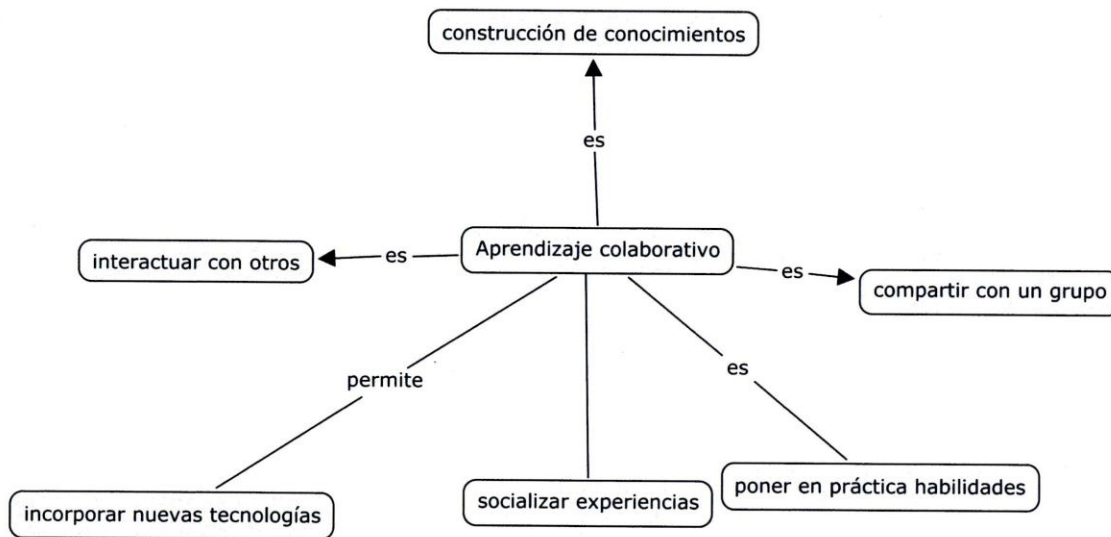 construcción de conocimientos
es
Aprendizaje colaborativo
interactuar con otros
es
es
compartir con un grupo
permite
es
incorporar nuevas tecnologías
socializar experiencias
poner en práctica habilidades